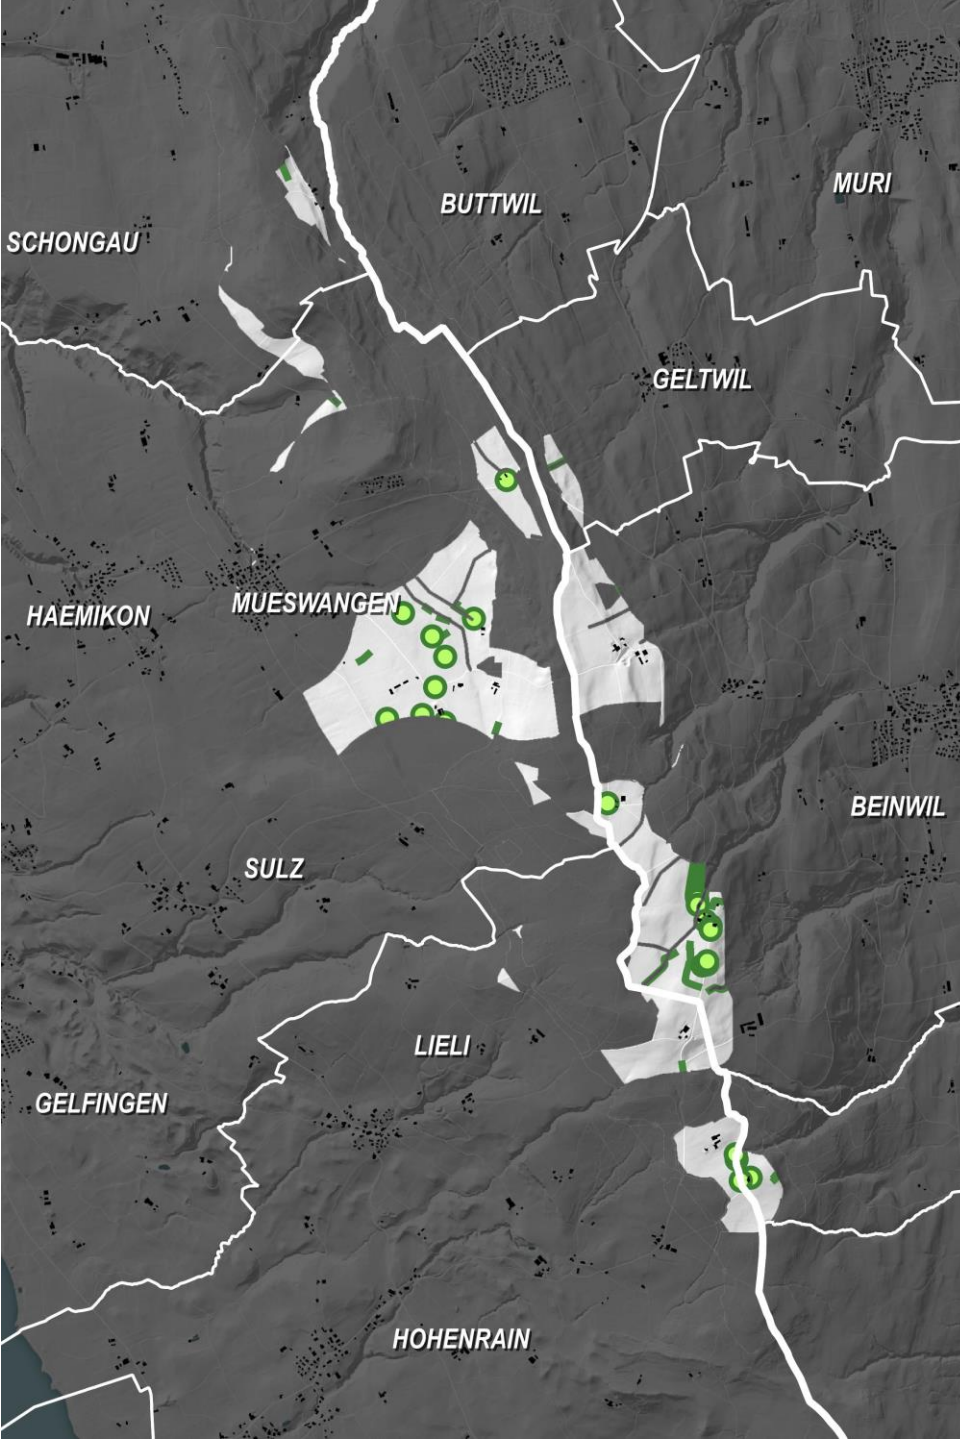 MURI
BUTTWIL
SCHONGAU
GELTWIL
MUESWANGEN
HAEMIKON
BEINWIL
SULZ
LIELI
GELFINGEN
HOHENRAIN